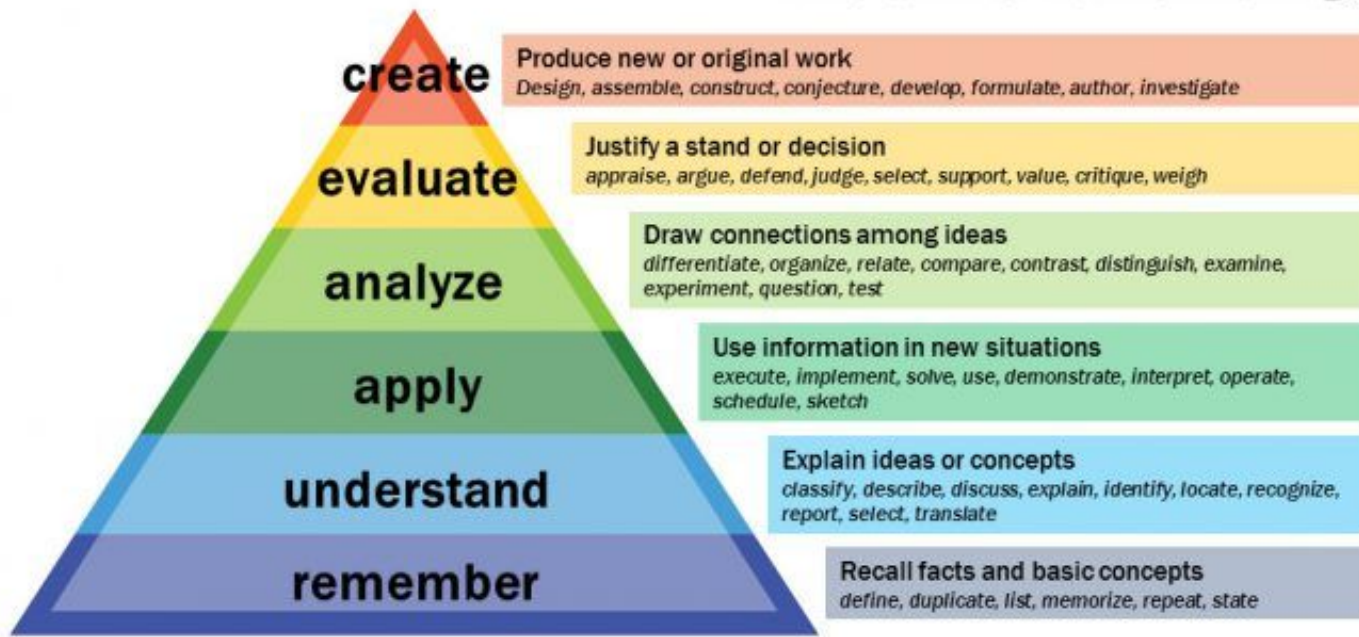 create
Produce new or original work
Design, assemble, construct, conjecture, develop, formulate, author, investigate
evaluate
Justify a stand or decision
appraise, argue, defend, judge, select, support, value, critique, weigh
analyze
Draw connections among ideas
differentiate, organize, relate, compare, contrast, distinguish, examine,
experiment, question, test
apply
Use information in new situations
execute, implement, solve, use, demonstrate, interpret, operate,
schedule, sketch
understand
Explain ideas or concepts
classify, describe, discuss, explain, identify, locate, recognize,
report, select, translate
remember
Recall facts and basic concepts
define, duplicate, list, memorize, repeat, state